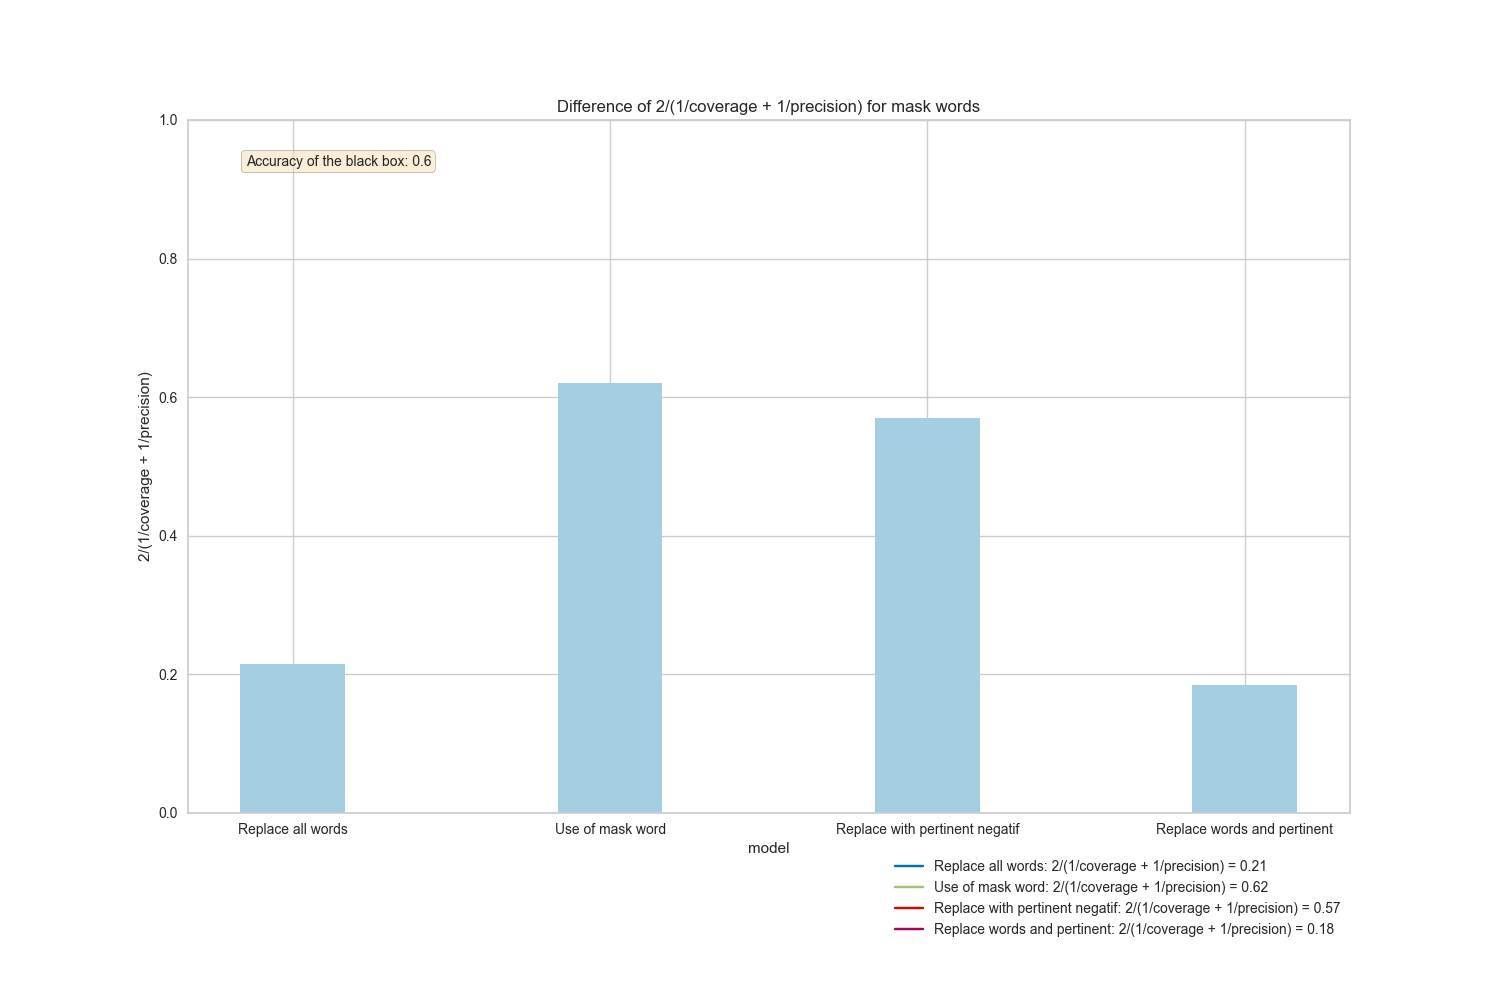 Difference of 2/(1/coverage + 1/precision) for mask words
1.0
Accuracy of the black box: 0.6
0.8
0.6
0.4
0.2
0.0
2/(1/coverage + 1/precision)
Replace all words
Use of mask word
Replace with pertinent negatif
Replace words and pertinent
model
Replace all words: 2/(1/coverage + 1/precision) = 0.21
Use of mask word: 2/(1/coverage + 1/precision) = 0.62
Replace with pertinent negatif: 2/(1/coverage + 1/precision) = 0.57
Replace words and pertinent: 2/(1/coverage + 1/precision) = 0.18